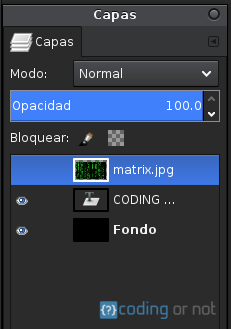 Capas
Capas
Modo: Normal
Opacidad 100.0
Bloquear:
matrix.jpg
CODING ...
Fondo
{?} coding or not